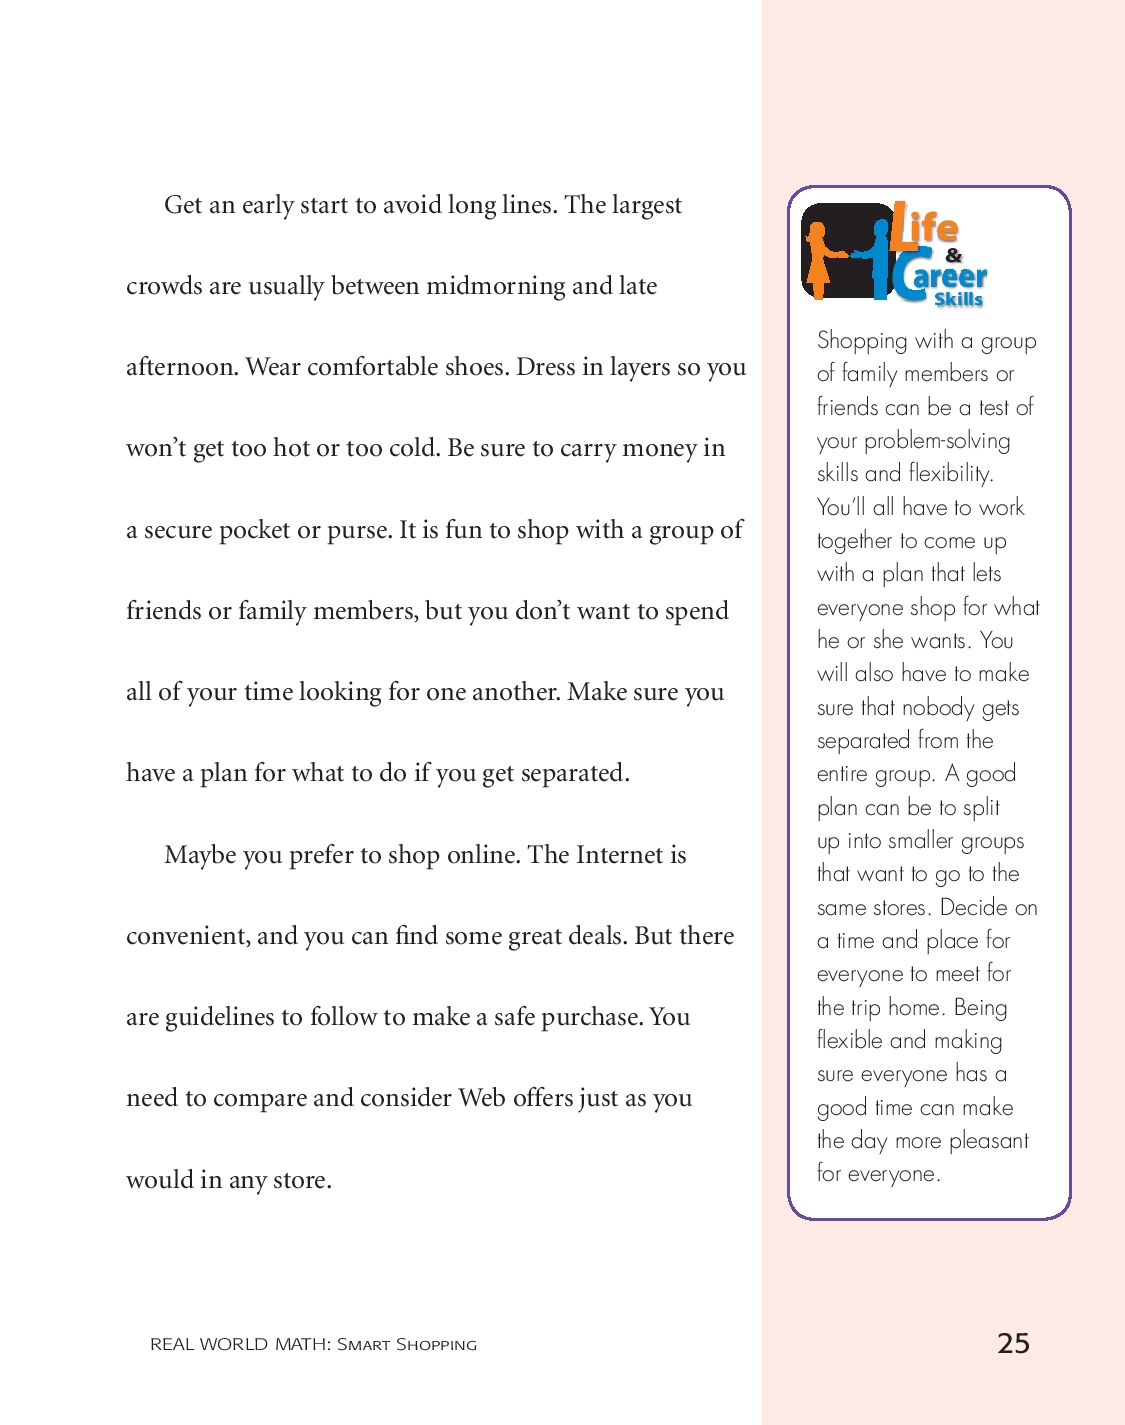 Get an early start to avoid long lines. The largest
crowds are usually between midmorning and late
afternoon. Wear comfortable shoes. Dress in layers so you
won’t get too hot or too cold. Be sure to carry money in
a secure pocket or purse. It is fun to shop with a group of
friends or family members, but you don’t want to spend
all of your time looking for one another. Make sure you
have a plan for what to do if you get separated.
Maybe you prefer to shop online. The Internet is
convenient, and you can find some great deals. But there
are guidelines to follow to make a safe purchase. You
need to compare and consider Web offers just as you
would in any store.
Life
&
Career
Skills
Shopping with a group
of family members or
friends can be a test of
your problem-solving
skills and flexibility.
You’ll all have to work
together to come up
with a plan that lets
everyone shop for what
he or she wants. You
will also have to make
sure that nobody gets
separated from the
entire group. A good
plan can be to split
up into smaller groups
that want to go to the
same stores. Decide on
a time and place for
everyone to meet for
the trip home. Being
flexible and making
sure everyone has a
good time can make
the day more pleasant
for everyone.
REAL WORLD MATH: Smart Shopping
25